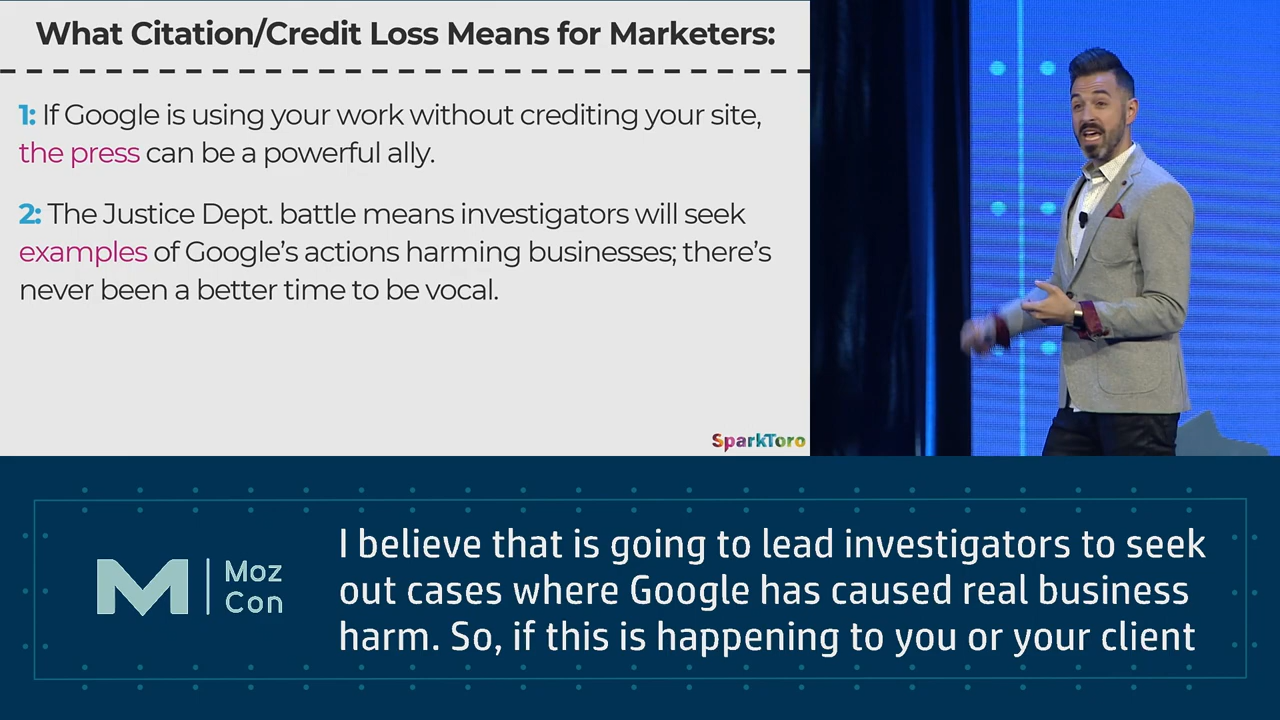 What Citation/Credit Loss Means for Marketers:
1: If Google is using your work without crediting your site,
the press can be a powerful ally.
2: The Justice Dept. battle means investigators will seek
examples of Google’s actions harming businesses; there’s
never been a better time to be vocal.
SparkToro
M Moz
Con
I believe that is going to lead investigators to seek
out cases where Google has caused real business
harm. So, if this is happening to you or your client